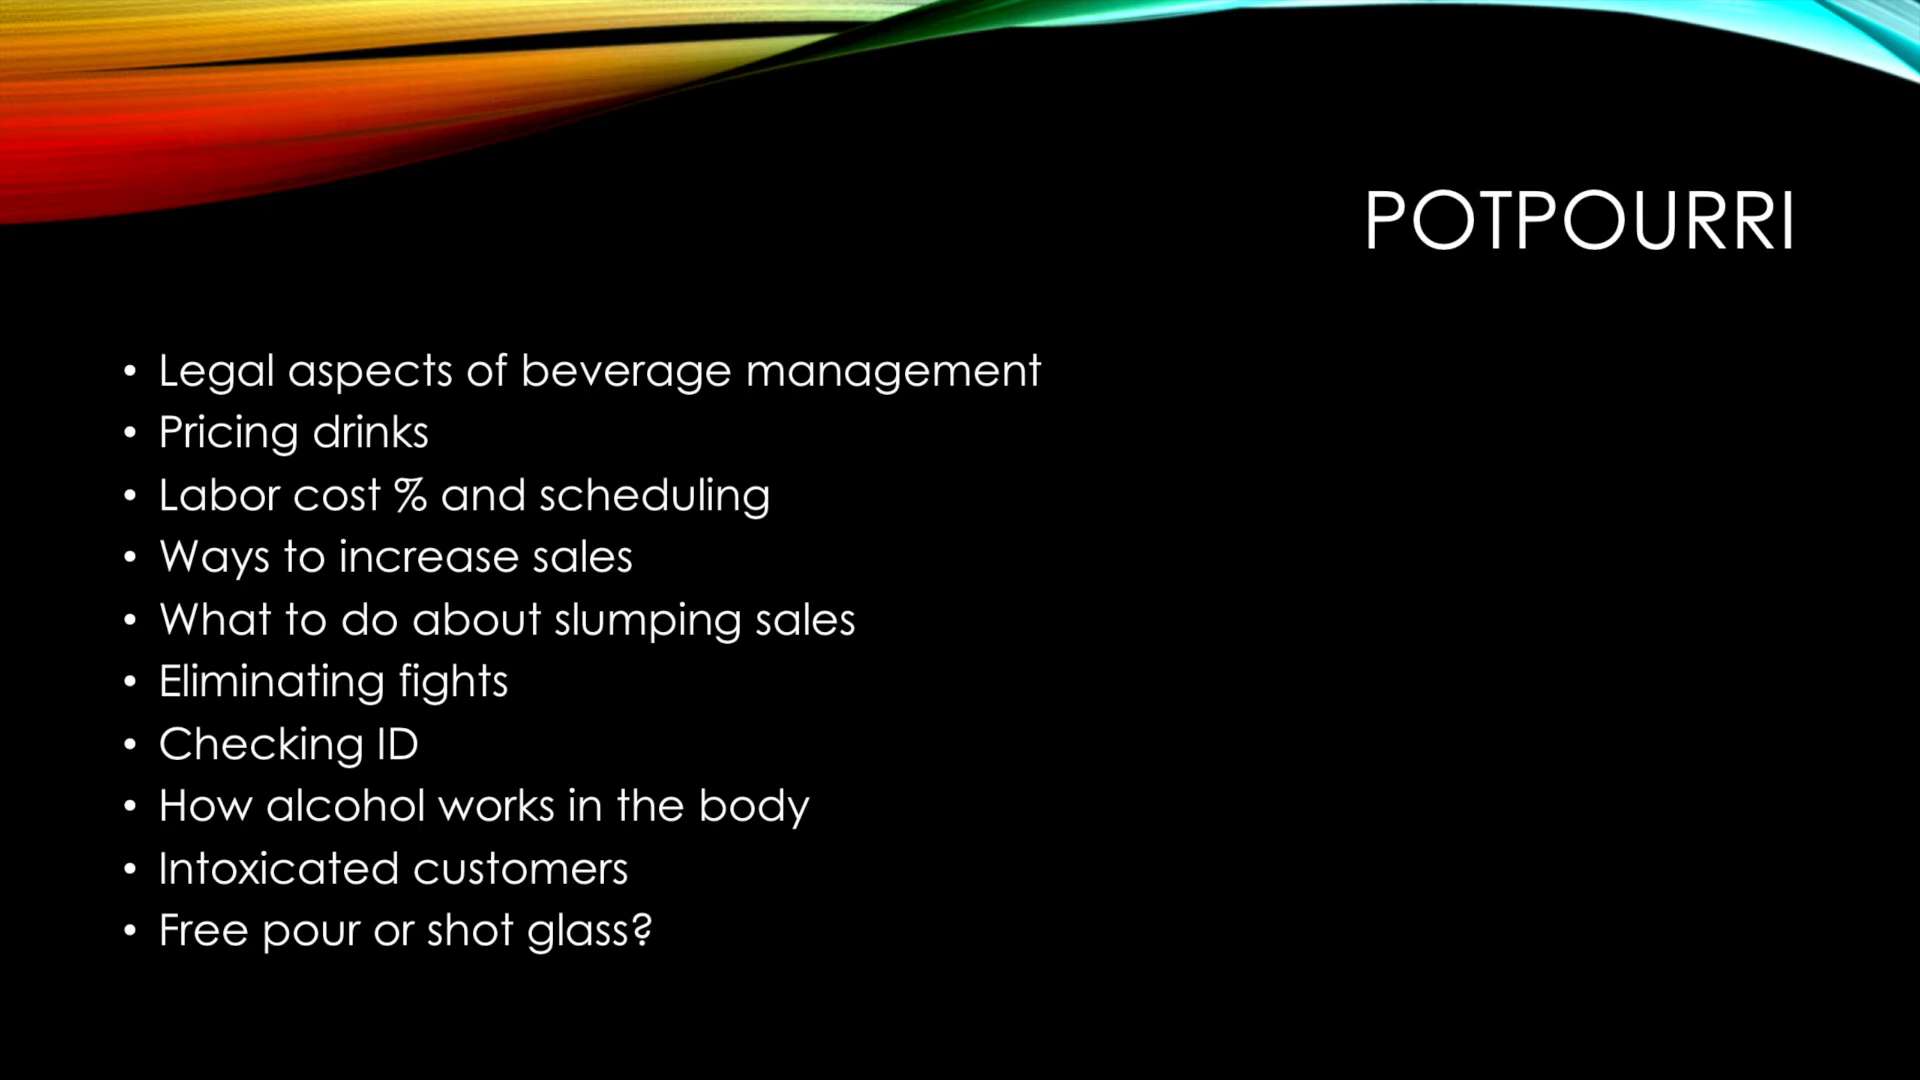 POTPOURRI
• Legal aspects of beverage management
• Pricing drinks
• Labor cost % and scheduling
• Ways to increase sales
• What to do about slumping sales
• Eliminating fights
• Checking ID
• How alcohol works in the body
• Intoxicated customers
• Free pour or shot glass?